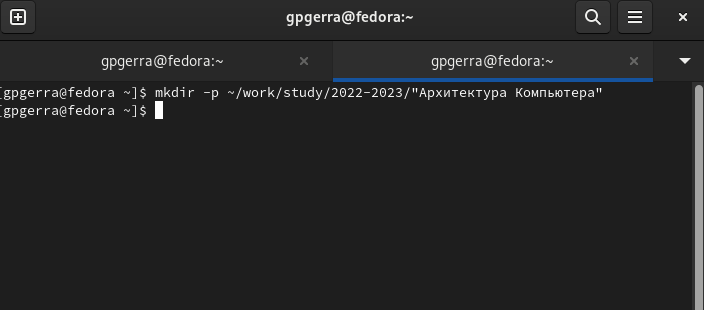 gpgerra@fedora:~
gpgerra@fedora:~ gpgerra@fedora:~
[gpgerra@fedora ~]$ mkdir -p ~/work/study/2022-2023/"Архитектура Компьютера"
[gpgerra@fedora ~]$